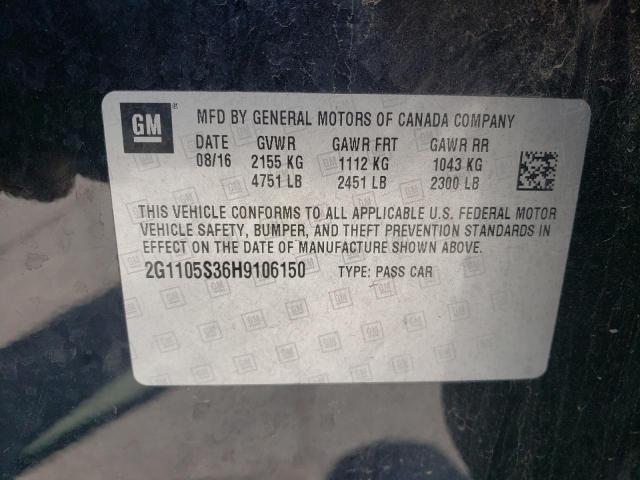 GM
MFD BY GENERAL MOTORS OF CANADA COMPANY
DATE GVWR GAWR FRT GAWR RR
08/16 2155 KG 1112 KG 1043 KG
4751 LB 2451 LB 2300 LB
THIS VEHICLE CONFORMS TO ALL APPLICABLE U.S. FEDERAL MOTOR
VEHICLE SAFETY, BUMPER, AND THEFT PREVENTION STANDARDS IN
EFFECT ON THE DATE OF MANUFACTURE SHOWN ABOVE.
2G1105S36H9106150 TYPE: PASS CAR